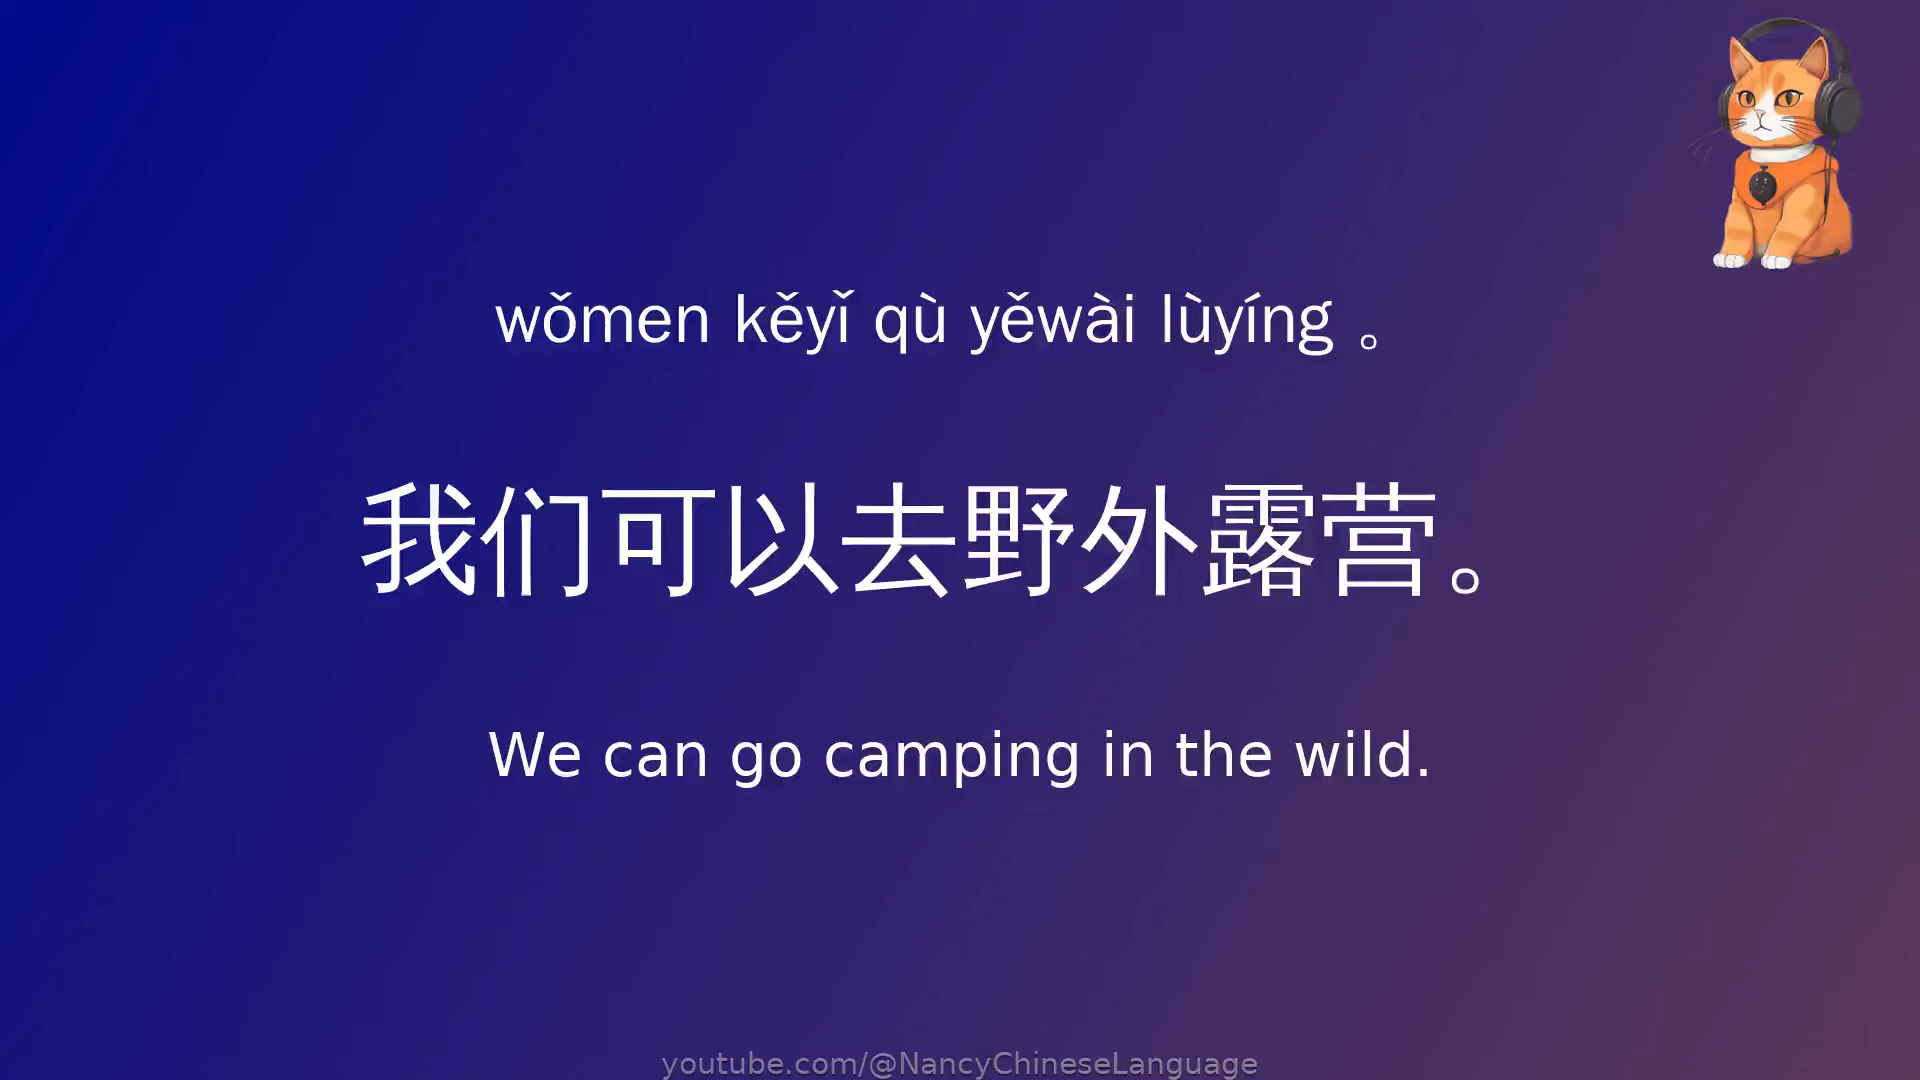 wǒmen kěyǐ qù yěwài lùyíng 。
我们可以去野外露营。
We can go camping in the wild.
youtube.com/@NancyChineseLanguage